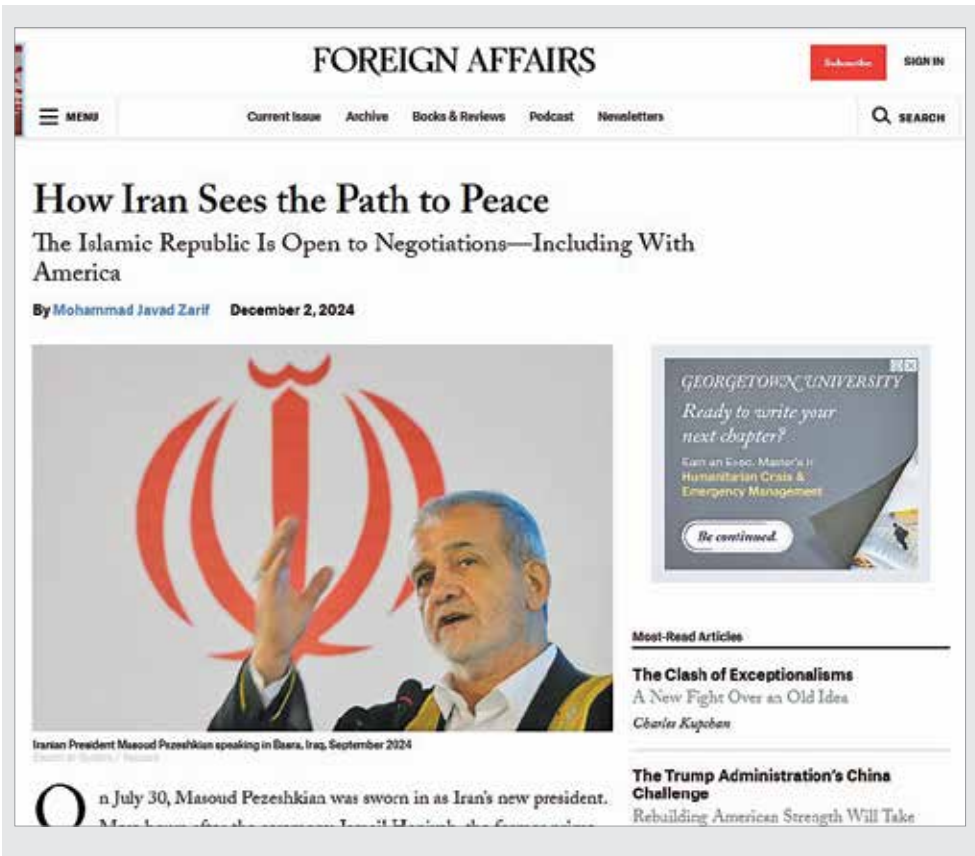 FOREIGN AFFAIRS
Subscribe
SIGN IN
MENU
Current Issue
Archive
Books & Reviews
Podcast
Newsletters
SEARCH
How Iran Sees the Path to Peace
The Islamic Republic Is Open to Negotiations—Including With
America
By Mohammad Javad Zarif December 2, 2024
GEORGETOWN UNIVERSITY
Ready to write your
next chapter?
Earn an Exec. Master's in
Humanitarian Crisis &
Emergency Management
Be continued.
Iranian President Masoud Pezeshkian speaking in Basra, Iraq, September 2024
On July 30, Masoud Pezeshkian was sworn in as Iran's new president.
Most-Read Articles
The Clash of Exceptionalisms
A New Fight Over an Old Idea
Charles Kupchan
The Trump Administration's China
Challenge
Rebuilding American Strength Will Take